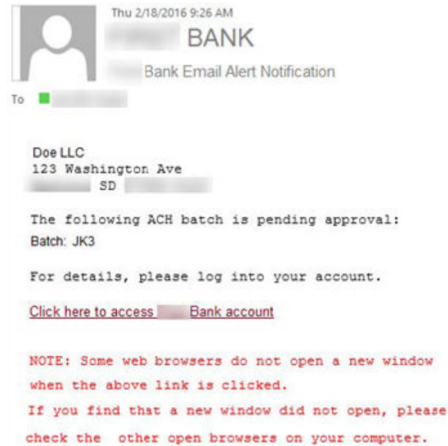 Thu 2/18/2016 9:26 AM
BANK
Bank Email Alert Notification
To
Doe LLC
123 Washington Ave
SD
The following ACH batch is pending approval:
Batch: JK3
For details, please log into your account.
Click here to access Bank account
NOTE: Some web browsers do not open a new window
when the above link is clicked.
If you find that a new window did not open, please
check the other open browsers on your computer.